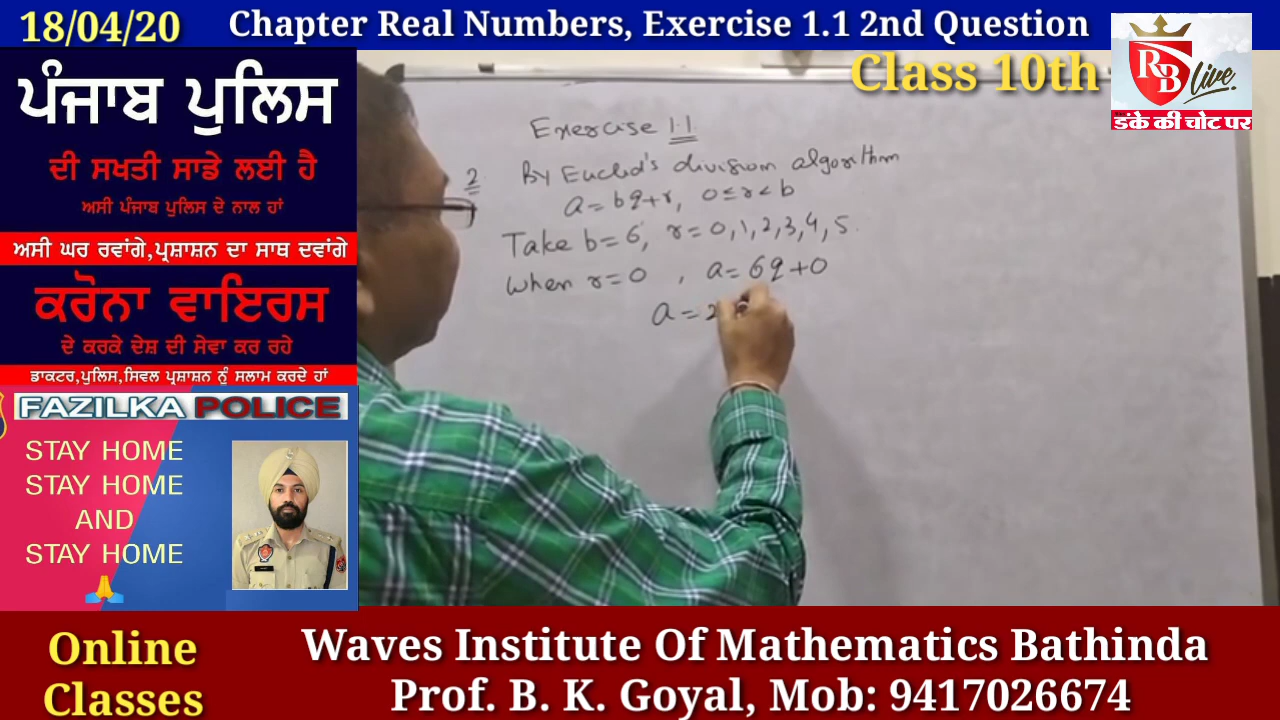 18/04/20
Chapter Real Numbers, Exercise 1.1 2nd Question
Class 10th
RB
Live.
डंके की चोट पर
ਪੰਜਾਬ ਪੁਲਿਸ
ਦੀ ਸਖਤੀ ਸਾਡੇ ਲਈ ਹੈ
ਅਸੀ ਪੰਜਾਬ ਪੁਲਿਸ ਦੇ ਨਾਲ ਹਾਂ
ਅਸੀ ਘਰ ਰਵਾਂਗੇ,ਪ੍ਰਸ਼ਾਸ਼ਨ ਦਾ ਸਾਥ ਦਵਾਂਗੇ
ਕਰੋਨਾ ਵਾਇਰਸ
ਦੇ ਕਰਕੇ ਦੇਸ਼ ਦੀ ਸੇਵਾ ਕਰ ਰਹੇ
ਡਾਕਟਰ,ਪੁਲਿਸ,ਸਿਵਲ ਪ੍ਰਸ਼ਾਸ਼ਨ ਨੂੰ ਸਲਾਮ ਕਰਦੇ ਹਾਂ
FAZILKA POLICE
STAY HOME
STAY HOME
AND
STAY HOME
Exercise 1.1
2 By Euclid's division algorithm
a = bq+r, 0≤r<b
Take b=6, r=0,1,2,3,4,5.
When r=0, a=6q+0
a=2
Online
Classes
Waves Institute Of Mathematics Bathinda
Prof. B. K. Goyal, Mob: 9417026674